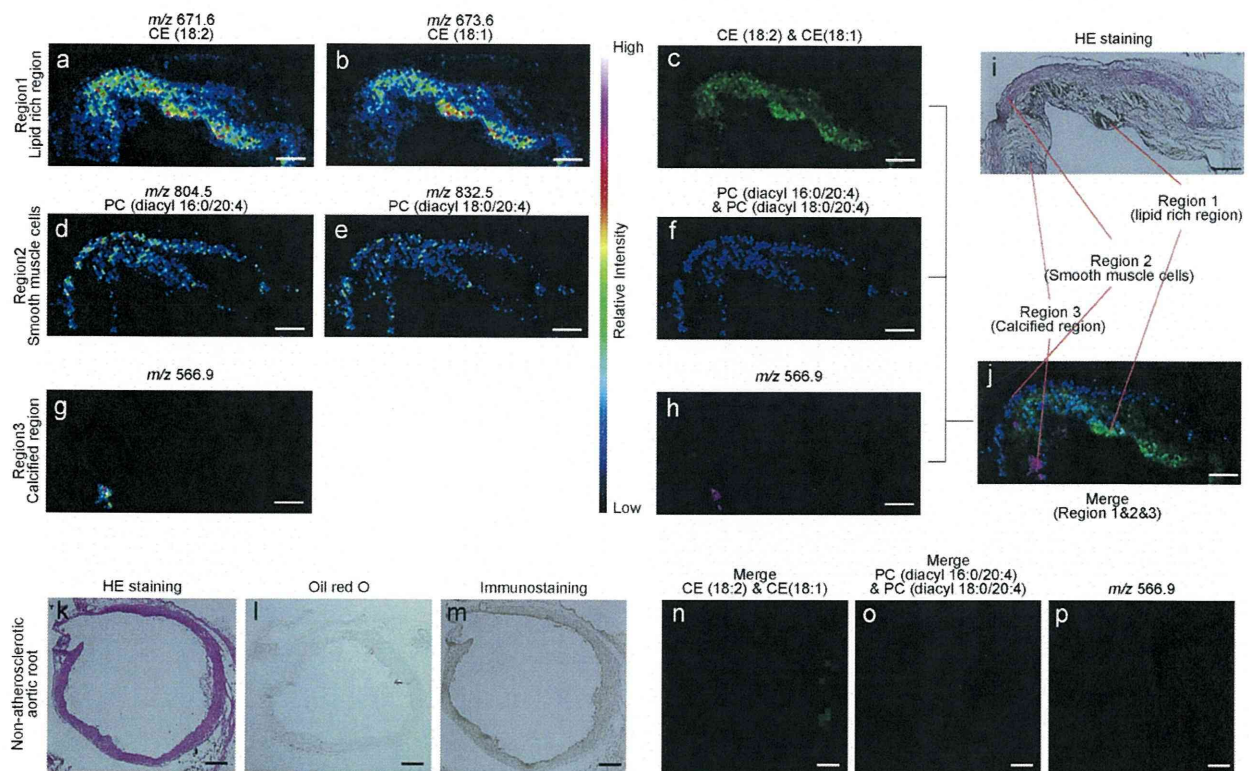 m/z 671.6
CE (18:2)
m/z 673.6
CE (18:1)
Region1
Lipid rich region
a
b
High
CE (18:2) & CE(18:1)
c
HE staining
i
Region 1
(lipid rich region)
Region 2
(Smooth muscle cells)
Region 3
(Calcified region)
m/z 804.5
PC (diacyl 16:0/20:4)
m/z 832.5
PC (diacyl 18:0/20:4)
Region2
Smooth muscle cells
d
e
Relative Intensity
PC (diacyl 16:0/20:4)
& PC (diacyl 18:0/20:4)
f
m/z 566.9
Region3
Calcified region
g
Low
m/z 566.9
h
j
Merge
(Region 1&2&3)
Non-atherosclerotic
aortic root
HE staining
k
Oil red O
l
Immunostaining
m
Merge
CE (18:2) & CE(18:1)
n
Merge
PC (diacyl 16:0/20:4)
& PC (diacyl 18:0/20:4)
o
m/z 566.9
p